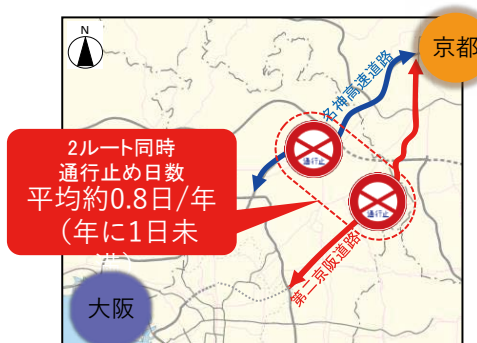 N
京都
名神高速道路
通行止
2ルート同時
通行止め日数
平均約0.8日/年
(年に1日未
通行止
第二京阪道路
大阪